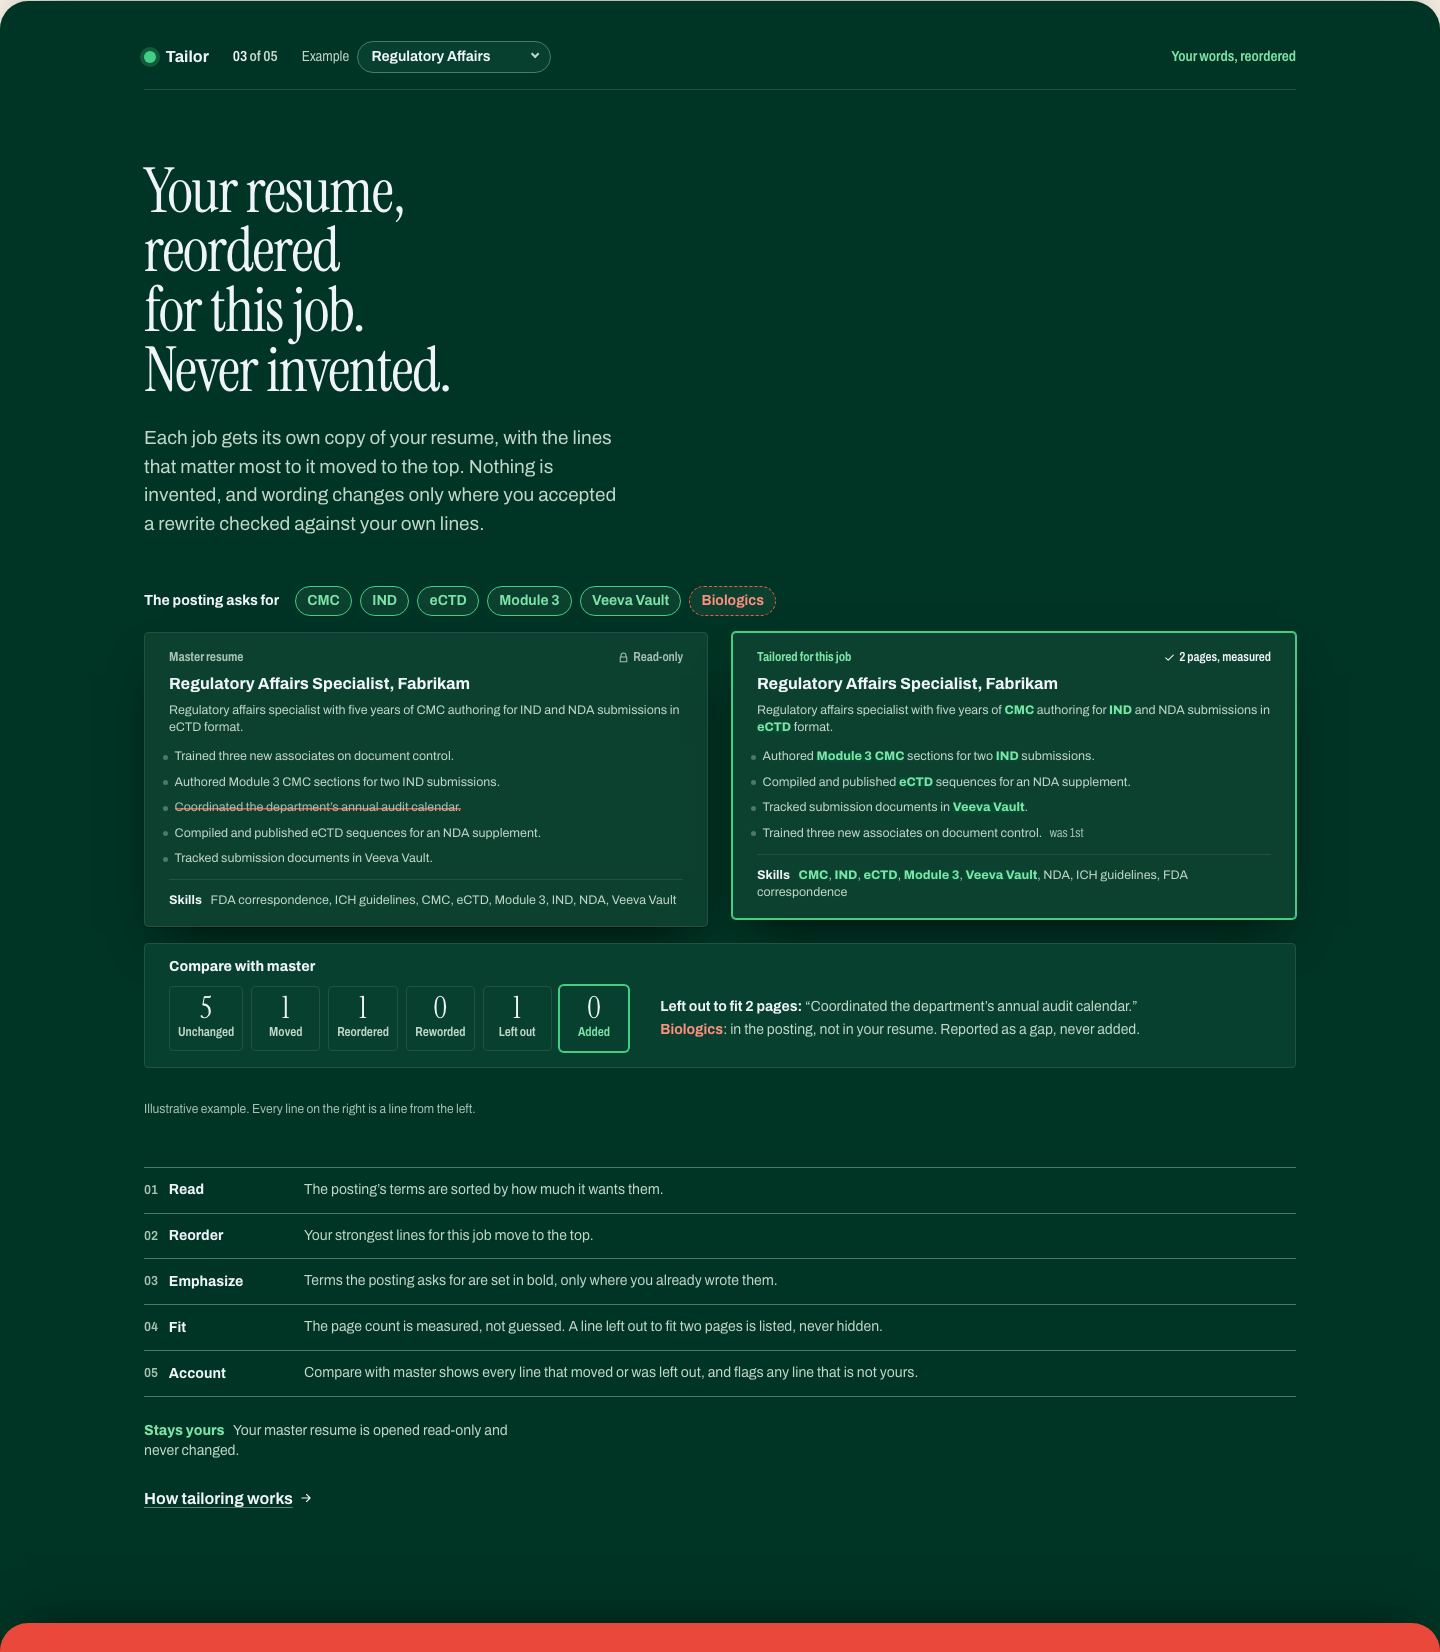 Tailor
03 of 05
Example
Regulatory Affairs
Your words, reordered
Your resume,
reordered
for this job.
Never invented.
Each job gets its own copy of your resume, with the lines
that matter most to it moved to the top. Nothing is
invented, and wording changes only where you accepted
a rewrite checked against your own lines.
The posting asks for
CMC
IND
eCTD
Module 3
Veeva Vault
Biologics
Master resume
Read-only
Regulatory Affairs Specialist, Fabrikam
Regulatory affairs specialist with five years of CMC authoring for IND and NDA submissions in
eCTD format.
Trained three new associates on document control.
Authored Module 3 CMC sections for two IND submissions.
Coordinated the department’s annual audit calendar.
Compiled and published eCTD sequences for an NDA supplement.
Tracked submission documents in Veeva Vault.
Skills FDA correspondence, ICH guidelines, CMC, eCTD, Module 3, IND, NDA, Veeva Vault
Tailored for this job
2 pages, measured
Regulatory Affairs Specialist, Fabrikam
Regulatory affairs specialist with five years of CMC authoring for IND and NDA submissions in
eCTD format.
Authored Module 3 CMC sections for two IND submissions.
Compiled and published eCTD sequences for an NDA supplement.
Tracked submission documents in Veeva Vault.
Trained three new associates on document control. was 1st
Skills CMC, IND, eCTD, Module 3, Veeva Vault, NDA, ICH guidelines, FDA
correspondence
Compare with master
5
Unchanged
1
Moved
1
Reordered
0
Reworded
1
Left out
0
Added
Left out to fit 2 pages: “Coordinated the department’s annual audit calendar.”
Biologics: in the posting, not in your resume. Reported as a gap, never added.
Illustrative example. Every line on the right is a line from the left.
01 Read The posting’s terms are sorted by how much it wants them.
02 Reorder Your strongest lines for this job move to the top.
03 Emphasize Terms the posting asks for are set in bold, only where you already wrote them.
04 Fit The page count is measured, not guessed. A line left out to fit two pages is listed, never hidden.
05 Account Compare with master shows every line that moved or was left out, and flags any line that is not yours.
Stays yours Your master resume is opened read-only and
never changed.
How tailoring works →